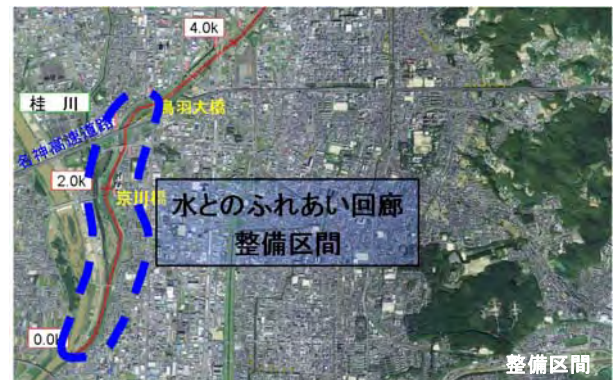 4.0k
桂川
鳥羽大橋
名神高速道路
2.0k
京川橋
水とのふれあい回廊
整備区間
0.0k
整備区間